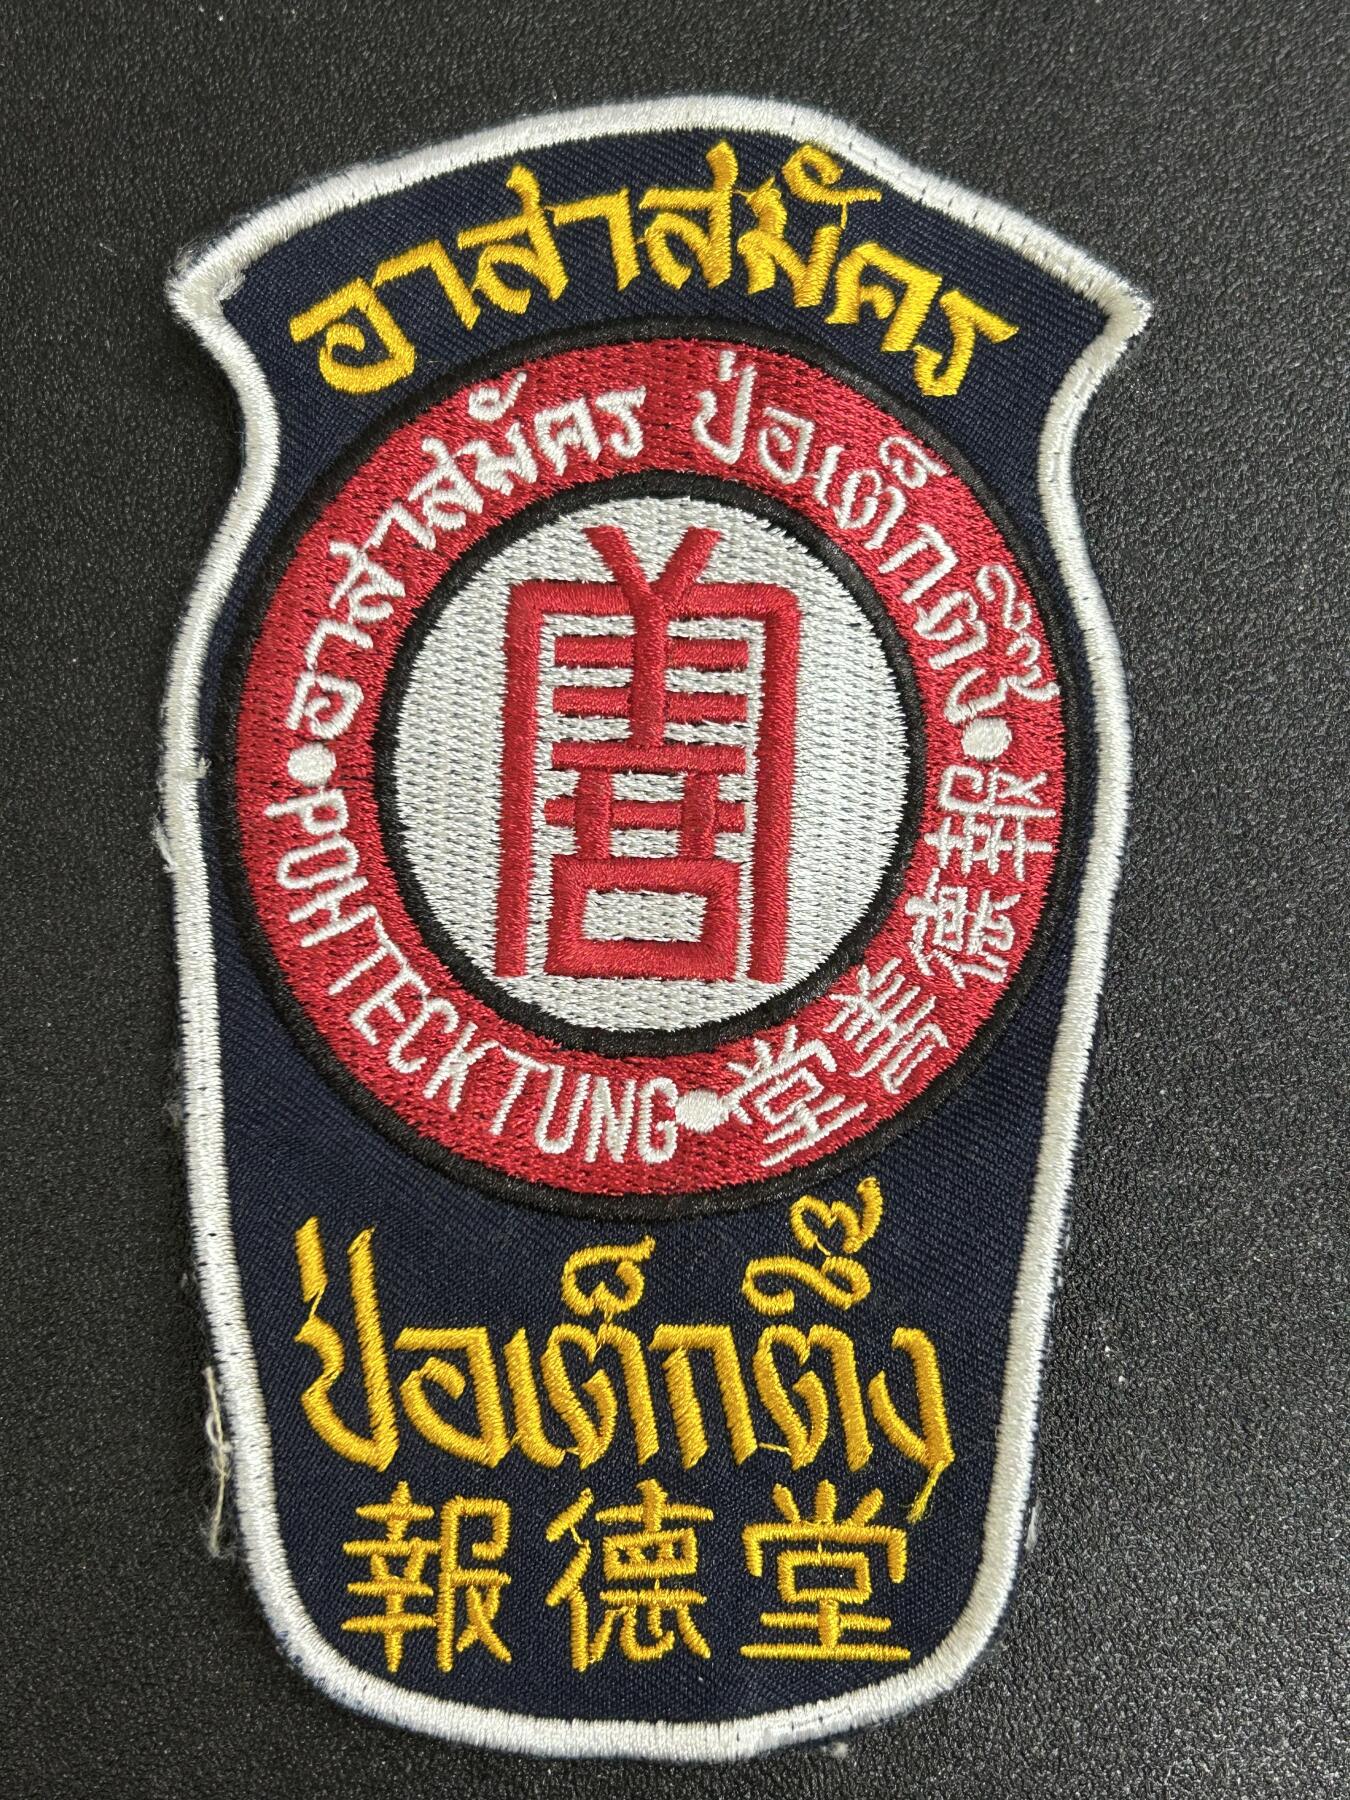 อาสาสมัคร
อาสาสมัคร ป่อเต็กตึ๊ง
POH TECK TUNG
報德善堂
善
ป่อเต็กตึ๊ง
報德堂